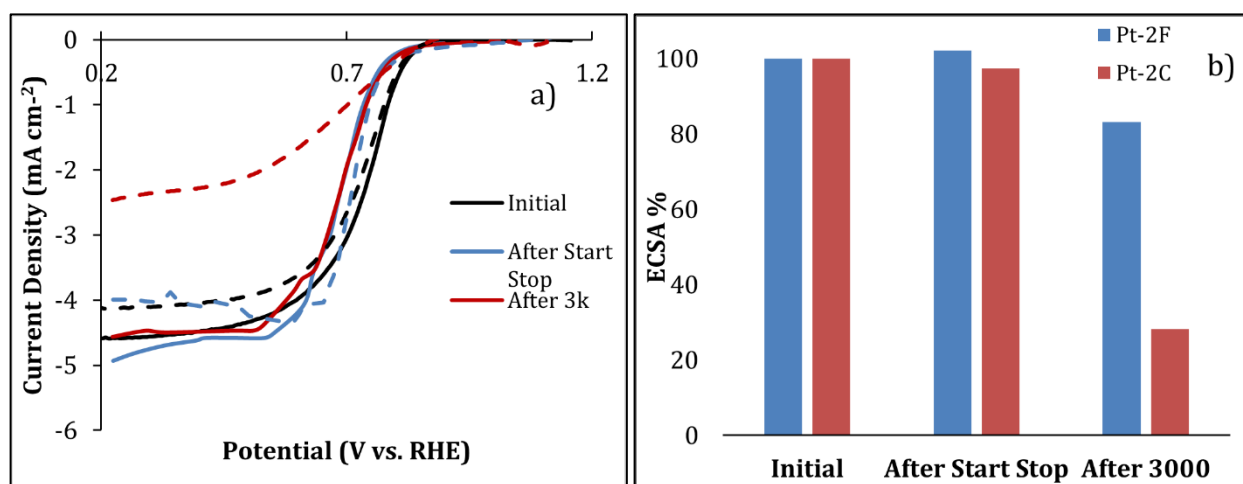 0
0.2
0.7
1.2
a)
-1
-2
-3
-4
-5
-6
Current Density (mA cm-2)
Potential (V vs. RHE)
Initial
After Start
Stop
After 3k
b)
Pt-2F
Pt-2C
100
80
60
40
20
0
ECSA %
Initial
After Start Stop
After 3000